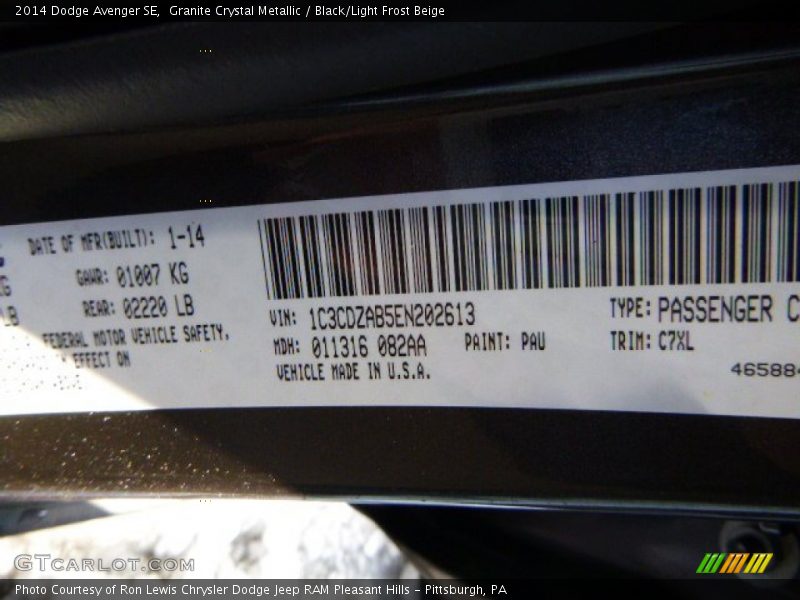 2014 Dodge Avenger SE,  Granite Crystal Metallic / Black/Light Frost Beige
DATE OF MFR(BUILT): 1-14
GAWR: 01007 KG
REAR: 02220 LB
FEDERAL MOTOR VEHICLE SAFETY,
EFFECT ON
VIN: 1C3CDZAB5EN202613
MDH: 011316 082AA
PAINT: PAU
VEHICLE MADE IN U.S.A.
TYPE: PASSENGER C
TRIM: C7XL
46588
GTCarLot.com
Photo Courtesy of Ron Lewis Chrysler Dodge Jeep RAM Pleasant Hills - Pittsburgh, PA